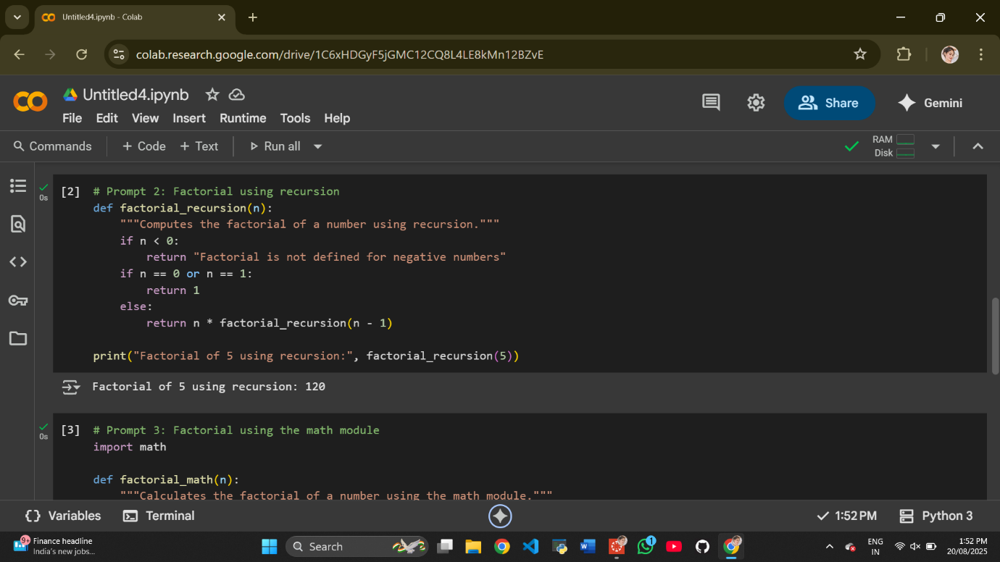 Untitled4.ipynb - Colab
colab.research.google.com/drive/1C6xHDGyF5jGMC12CQ8L4LE8kMn12BZvE
Untitled4.ipynb
File Edit View Insert Runtime Tools Help
Share
Gemini
Commands
+ Code + Text
Run all
RAM
Disk
0s
[2] # Prompt 2: Factorial using recursion
def factorial_recursion(n):
"""Computes the factorial of a number using recursion."""
if n < 0:
return "Factorial is not defined for negative numbers"
if n == 0 or n == 1:
return 1
else:
return n * factorial_recursion(n - 1)
print("Factorial of 5 using recursion:", factorial_recursion(5))
Factorial of 5 using recursion: 120
0s
[3] # Prompt 3: Factorial using the math module
import math
def factorial_math(n):
"""Calculates the factorial of a number using the math module."""
{} Variables
Terminal
1:52 PM
Python 3
9+
Finance headline
India's new jobs...
Search
1
ENG
IN
1:52 PM
20/08/2025